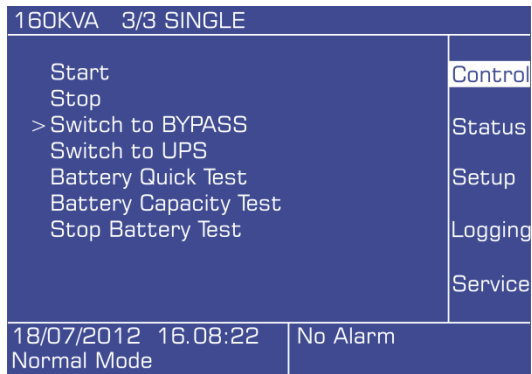 160KVA 3/3 SINGLE
Start
Stop
>Switch to BYPASS
Switch to UPS
Battery Quick Test
Battery Capacity Test
Stop Battery Test
Control
Status
Setup
Logging
Service
18/07/2012 16.08:22
Normal Mode
No Alarm